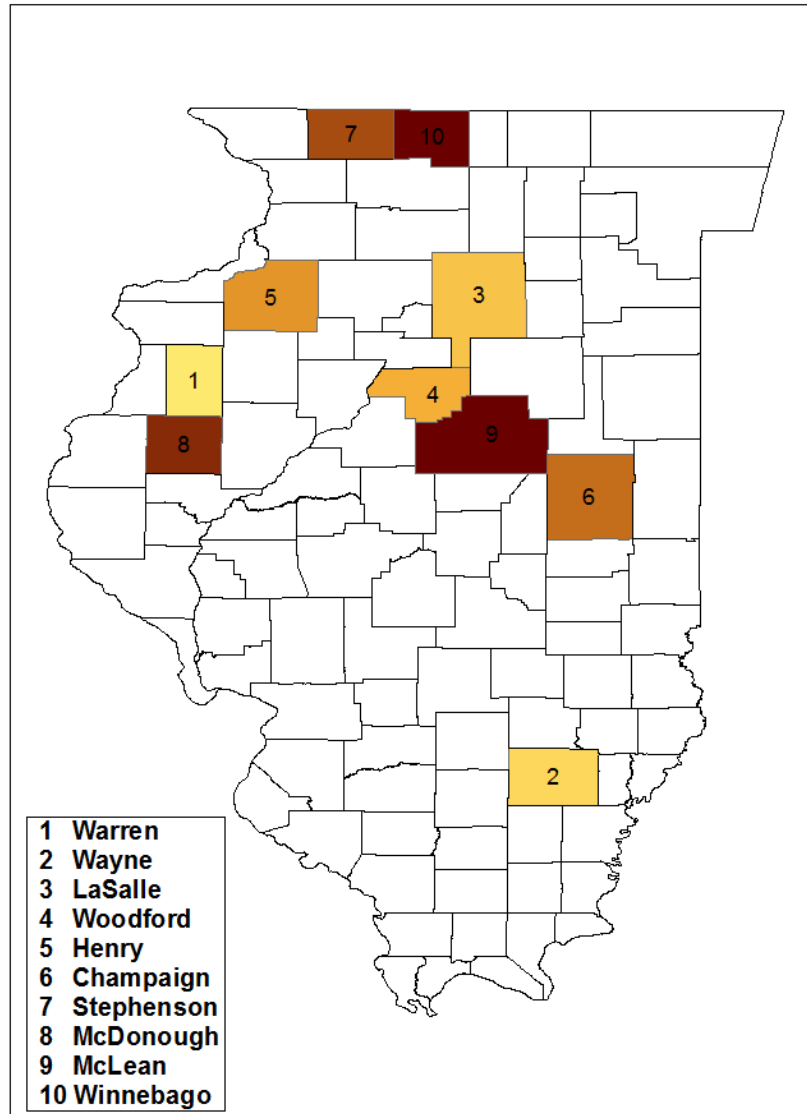 7
10
5
3
1
4
8
9
6
2
1 Warren
2 Wayne
3 LaSalle
4 Woodford
5 Henry
6 Champaign
7 Stephenson
8 McDonough
9 McLean
10 Winnebago